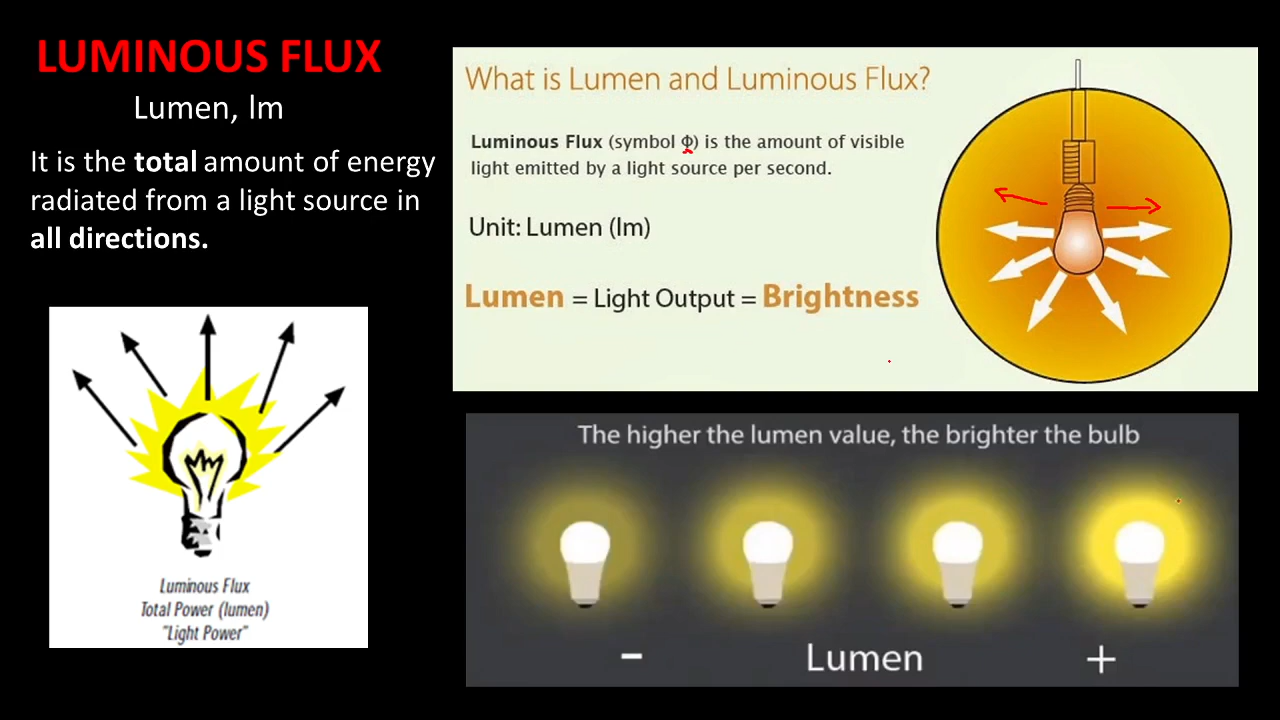 LUMINOUS FLUX
Lumen, lm
It is the total amount of energy
radiated from a light source in
all directions.
Luminous Flux
Total Power (lumen)
"Light Power"
What is Lumen and Luminous Flux?
Luminous Flux (symbol Φ) is the amount of visible
light emitted by a light source per second.
Unit: Lumen (lm)
Lumen = Light Output = Brightness
The higher the lumen value, the brighter the bulb
- Lumen +